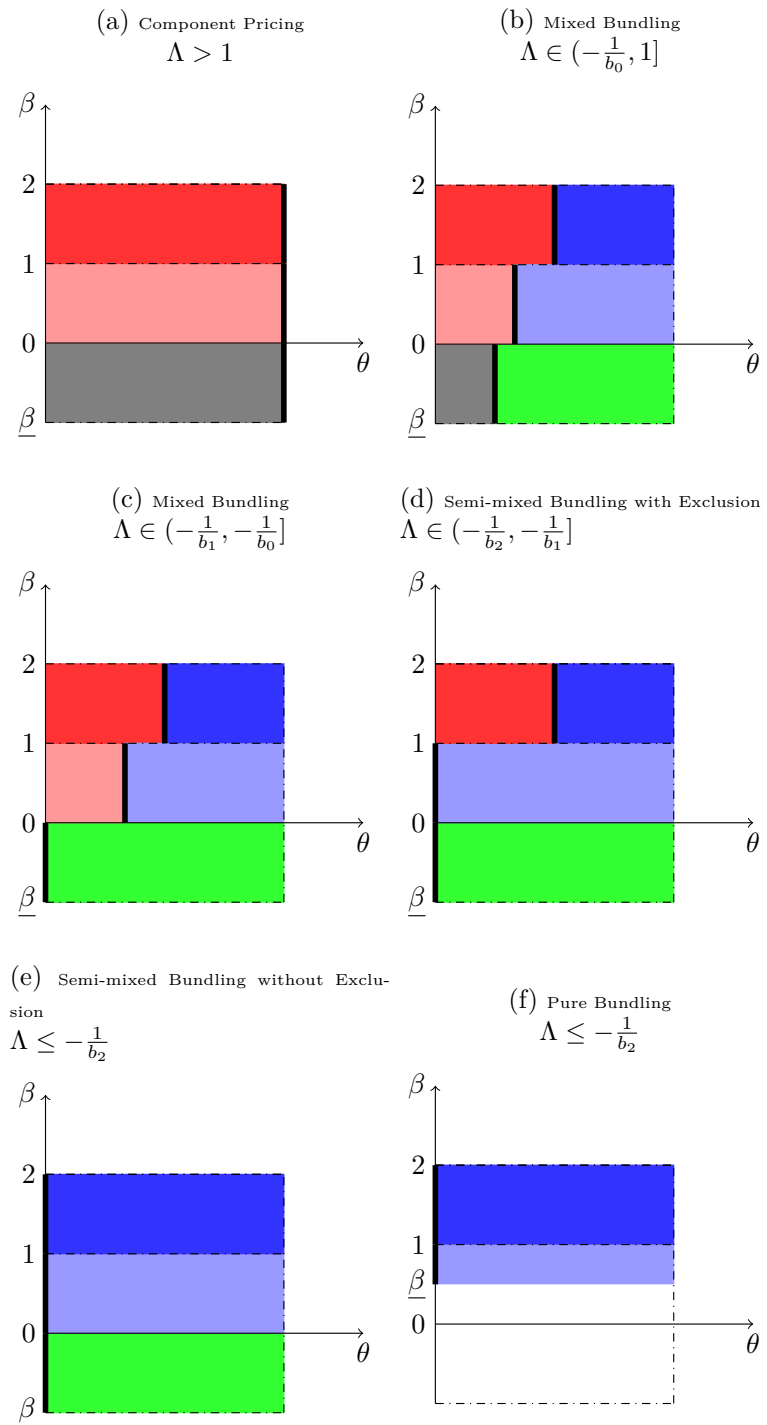 (a) Component Pricing
Λ > 1
β
2
1
0
θ
β
(b) Mixed Bundling
Λ ∈ (−1/b₀, 1]
β
2
1
0
θ
β
(c) Mixed Bundling
Λ ∈ (−1/b₁, −1/b₀]
β
2
1
0
θ
β
(d) Semi-mixed Bundling with Exclusion
Λ ∈ (−1/b₂, −1/b₁]
β
2
1
0
θ
β
(e) Semi-mixed Bundling without Exclu-
sion
Λ ≤ −1/b₂
β
2
1
0
θ
β
(f) Pure Bundling
Λ ≤ −1/b₂
β
2
1
β
0
θ